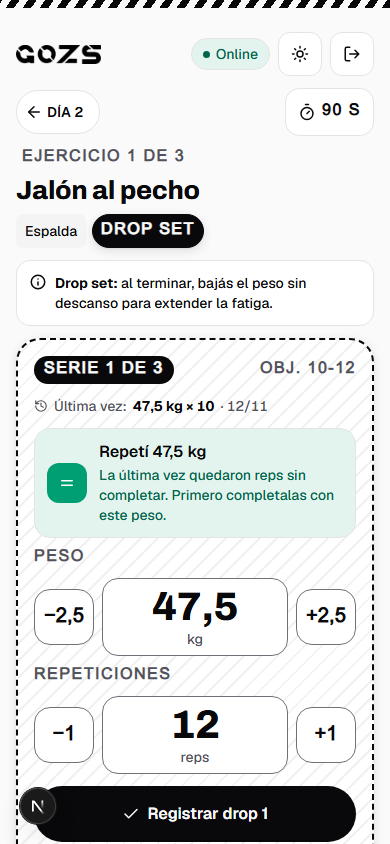 GOZS
Online
DÍA 2
90 S
EJERCICIO 1 DE 3
Jalón al pecho
Espalda
DROP SET
Drop set: al terminar, bajás el peso sin
descanso para extender la fatiga.
SERIE 1 DE 3
OBJ. 10-12
Última vez: 47,5 kg × 10 · 12/11
=
Repetí 47,5 kg
La última vez quedaron reps sin
completar. Primero completalas con
este peso.
PESO
−2,5
47,5
kg
+2,5
REPETICIONES
−1
12
reps
+1
N
Registrar drop 1